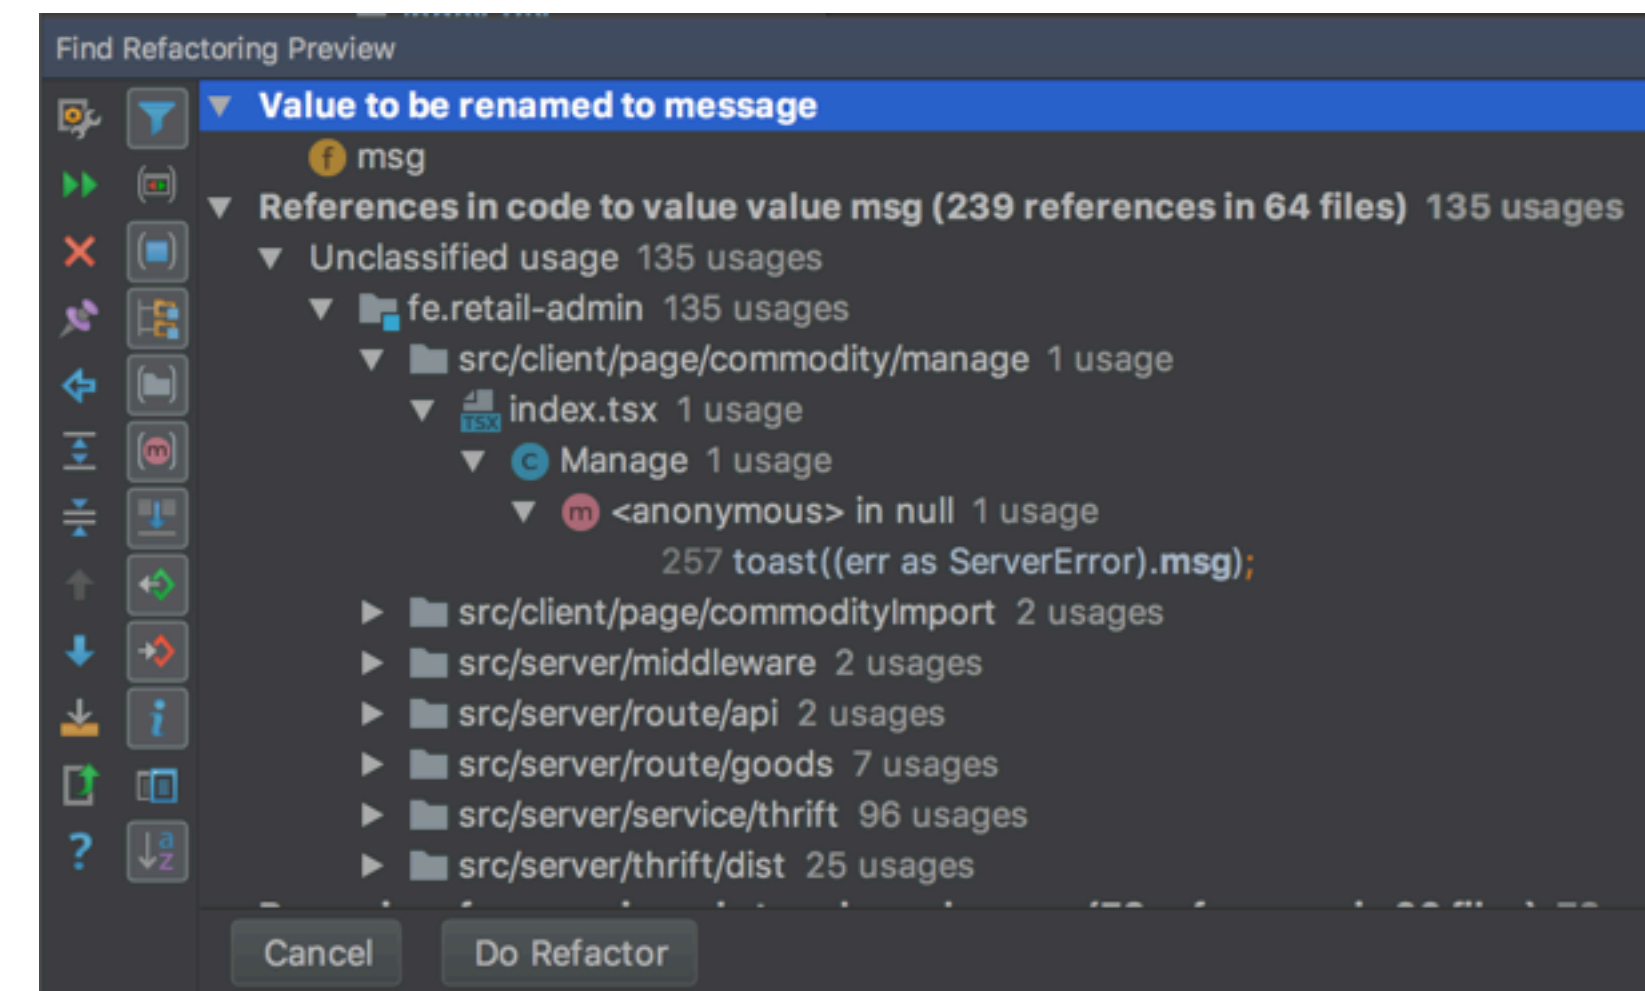 Find Refactoring Preview
Value to be renamed to message
f msg
References in code to value value msg (239 references in 64 files) 135 usages
Unclassified usage 135 usages
fe.retail-admin 135 usages
src/client/page/commodity/manage 1 usage
TSX index.tsx 1 usage
C Manage 1 usage
m <anonymous> in null 1 usage
257 toast((err as ServerError).msg);
src/client/page/commodityImport 2 usages
src/server/middleware 2 usages
src/server/route/api 2 usages
src/server/route/goods 7 usages
src/server/service/thrift 96 usages
src/server/thrift/dist 25 usages
Cancel Do Refactor